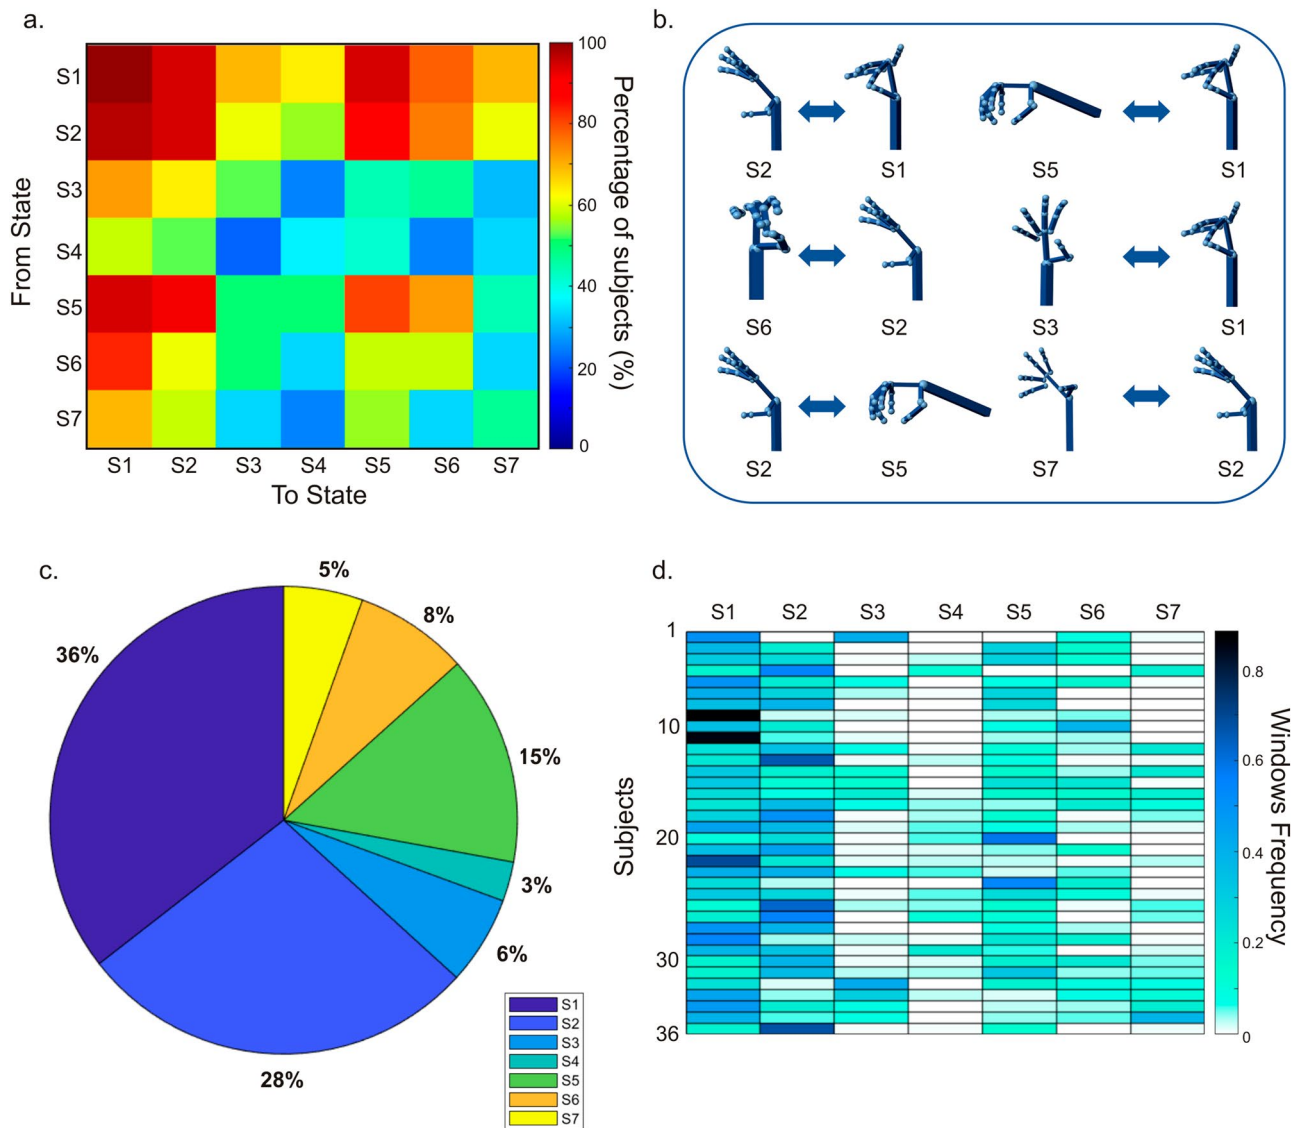 a.
S1
S2
S3
S4
S5
S6
S7
From State
S1 S2 S3 S4 S5 S6 S7
To State
100
80
60
40
20
0
Percentage of subjects (%)
b.
S2 S1 S5 S1
S6 S2 S3 S1
S2 S5 S7 S2
c.
5%
8%
36%
15%
3%
6%
28%
S1
S2
S3
S4
S5
S6
S7
d.
S1 S2 S3 S4 S5 S6 S7
1
10
20
30
36
Subjects
0.8
0.6
0.4
0.2
0
Windows Frequency